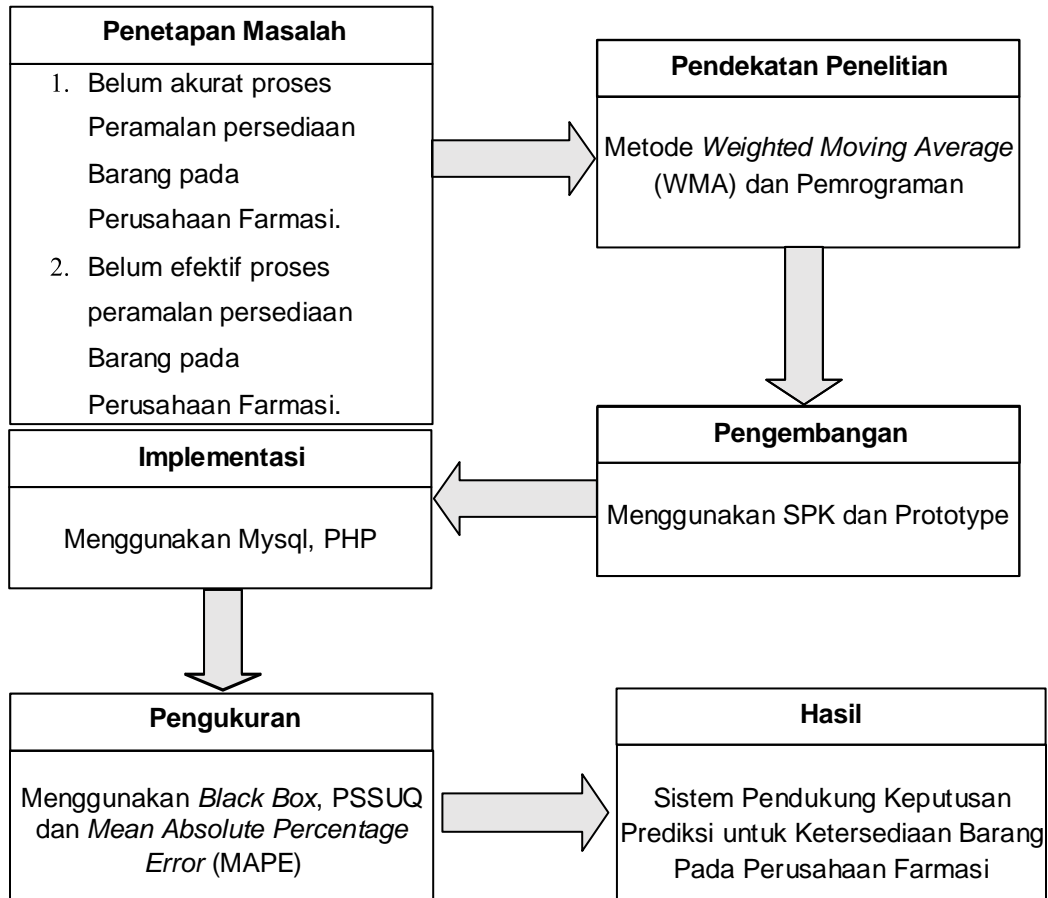 Penetapan Masalah
1. Belum akurat proses
Peramalan persediaan
Barang pada
Perusahaan Farmasi.
2. Belum efektif proses
peramalan persediaan
Barang pada
Perusahaan Farmasi.
Pendekatan Penelitian
Metode Weighted Moving Average
(WMA) dan Pemrograman
Pengembangan
Menggunakan SPK dan Prototype
Implementasi
Menggunakan Mysql, PHP
Pengukuran
Menggunakan Black Box, PSSUQ
dan Mean Absolute Percentage
Error (MAPE)
Hasil
Sistem Pendukung Keputusan
Prediksi untuk Ketersediaan Barang
Pada Perusahaan Farmasi